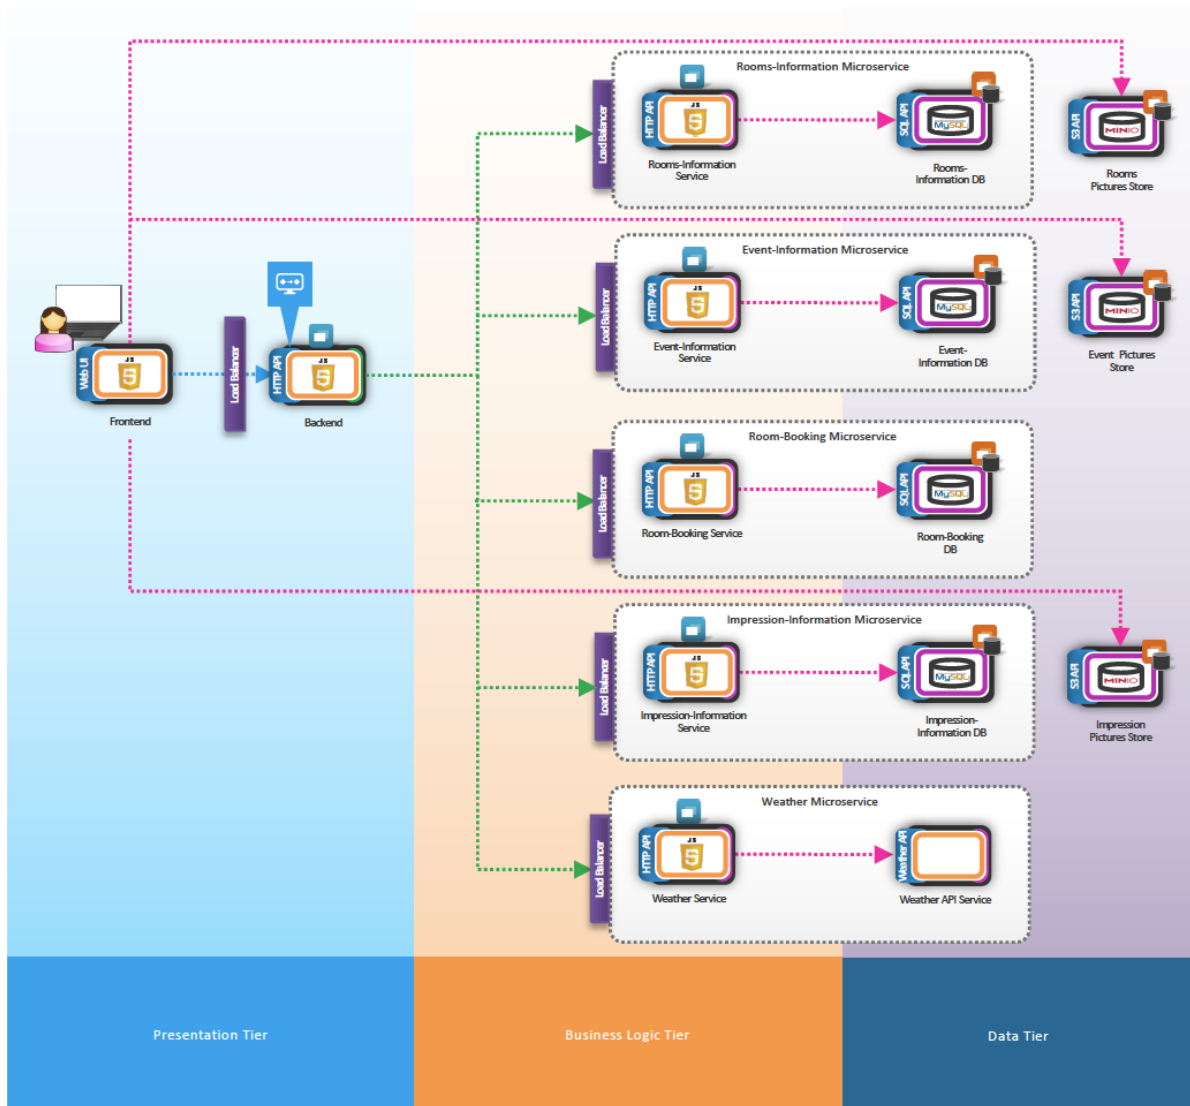 Rooms-Information Microservice
Load Balancer
HTTP API
JS
SQL API
MySQL
S3 API
MINIO
Rooms-Information
Service
Rooms-
Information DB
Rooms
Pictures Store
Event-Information Microservice
Load Balancer
HTTP API
JS
SQL API
MySQL
S3 API
MINIO
Event-Information
Service
Event-
Information DB
Event Pictures
Store
Web UI
JS
Frontend
Load Balancer
HTTP API
JS
Backend
Room-Booking Microservice
Load Balancer
HTTP API
JS
SQL API
MySQL
Room-Booking Service
Room-Booking
DB
Impression-Information Microservice
Load Balancer
HTTP API
JS
SQL API
MySQL
S3 API
MINIO
Impression-Information
Service
Impression-
Information DB
Impression
Pictures Store
Weather Microservice
Load Balancer
HTTP API
JS
Weather API
Weather Service
Weather API Service
Presentation Tier
Business Logic Tier
Data Tier